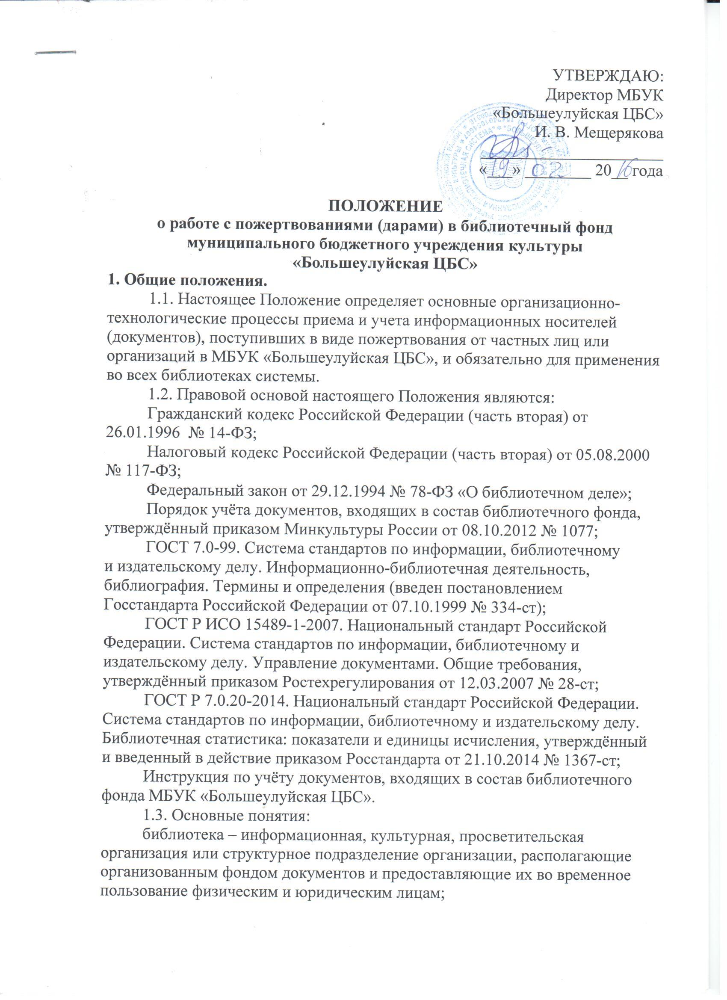 УТВЕРЖДАЮ:
Директор МБУК
«Большеулуйская ЦБС»
И. В. Мещерякова
«19» 02 2016 года
ПОЛОЖЕНИЕ
о работе с пожертвованиями (дарами) в библиотечный фонд
муниципального бюджетного учреждения культуры
«Большеулуйская ЦБС»
1. Общие положения.
1.1. Настоящее Положение определяет основные организационно-
технологические процессы приема и учета информационных носителей
(документов), поступивших в виде пожертвования от частных лиц или
организаций в МБУК «Большеулуйская ЦБС», и обязательно для применения
во всех библиотеках системы.
1.2. Правовой основой настоящего Положения являются:
Гражданский кодекс Российской Федерации (часть вторая) от
26.01.1996 № 14-ФЗ;
Налоговый кодекс Российской Федерации (часть вторая) от 05.08.2000
№ 117-ФЗ;
Федеральный закон от 29.12.1994 № 78-ФЗ «О библиотечном деле»;
Порядок учёта документов, входящих в состав библиотечного фонда,
утверждённый приказом Минкультуры России от 08.10.2012 № 1077;
ГОСТ 7.0-99. Система стандартов по информации, библиотечному
и издательскому делу. Информационно-библиотечная деятельность,
библиография. Термины и определения (введен постановлением
Госстандарта Российской Федерации от 07.10.1999 № 334-ст);
ГОСТ Р ИСО 15489-1-2007. Национальный стандарт Российской
Федерации. Система стандартов по информации, библиотечному и
издательскому делу. Управление документами. Общие требования,
утверждённый приказом Ростехрегулирования от 12.03.2007 № 28-ст;
ГОСТ Р 7.0.20-2014. Национальный стандарт Российской Федерации.
Система стандартов по информации, библиотечному и издательскому делу.
Библиотечная статистика: показатели и единицы исчисления, утверждённый
и введенный в действие приказом Росстандарта от 21.10.2014 № 1367-ст;
Инструкция по учёту документов, входящих в состав библиотечного
фонда МБУК «Большеулуйская ЦБС».
1.3. Основные понятия:
библиотека – информационная, культурная, просветительская
организация или структурное подразделение организации, располагающие
организованным фондом документов и предоставляющие их во временное
пользование физическим и юридическим лицам;